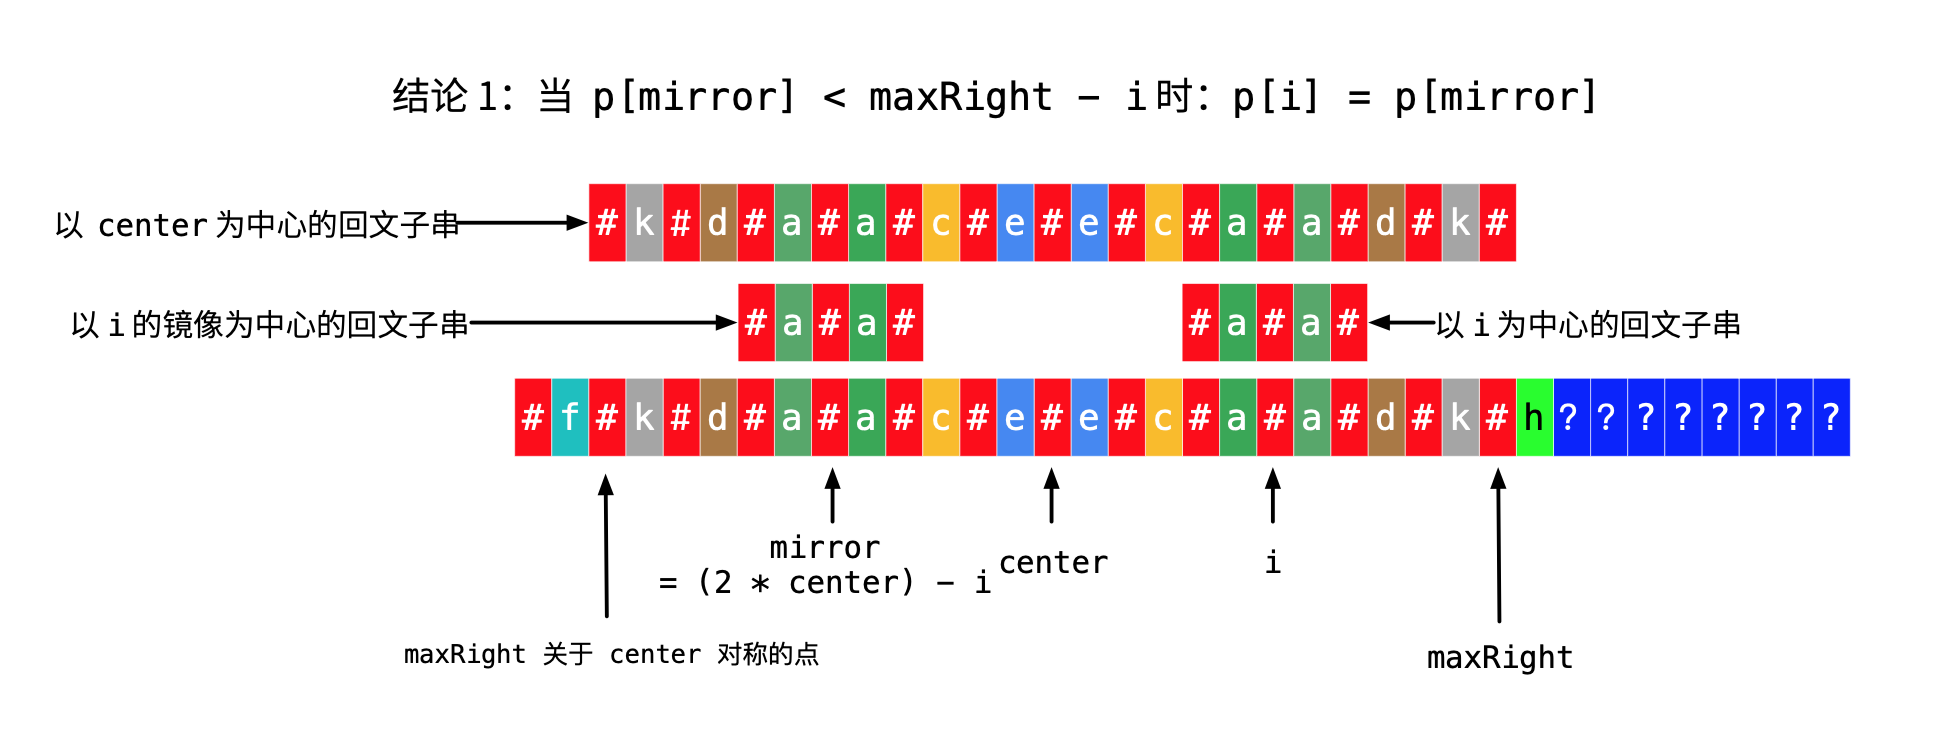 结论 1：当 p[mirror] < maxRight - i 时：p[i] = p[mirror]
以 center 为中心的回文子串
#k#d#a#a#c#e#e#c#a#a#d#k#
以 i 的镜像为中心的回文子串
#a#a#
#a#a#
以 i 为中心的回文子串
#f#k#d#a#a#c#e#e#c#a#a#d#k#h????????
mirror
= (2 * center) - i
center
i
maxRight 关于 center 对称的点
maxRight